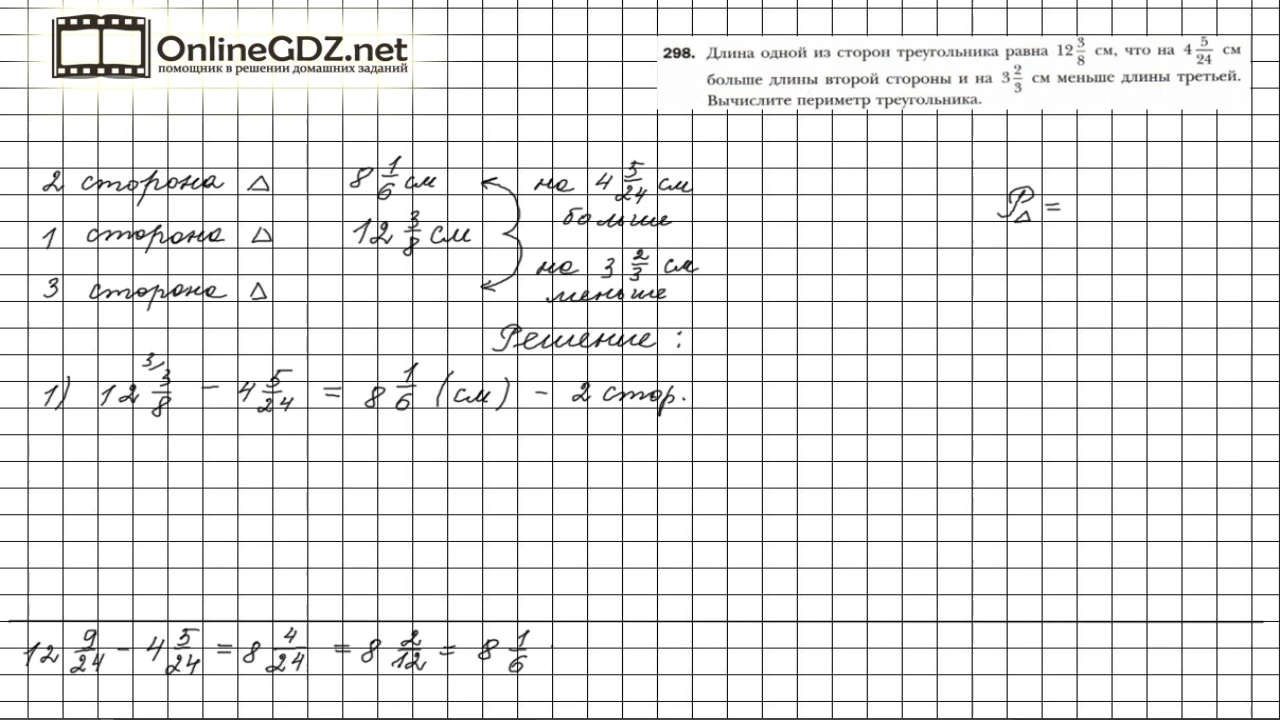 OnlineGDZ.net
помощник в решении домашних заданий
298. Длина одной из сторон треугольника равна 12 3/8 см, что на 4 5/24 см
больше длины второй стороны и на 3 2/3 см меньше длины третьей.
Вычислите периметр треугольника.
2 сторона △ 8 1/6 см на 4 5/24 см
больше
1 сторона △ 12 3/8 см
на 3 2/3 см
3 сторона △ меньше
P△ =
Решение :
1) 12 3/8 3/ - 4 5/24 = 8 1/6 (см) - 2 стор.
12 9/24 - 4 5/24 = 8 4/24 = 8 2/12 = 8 1/6